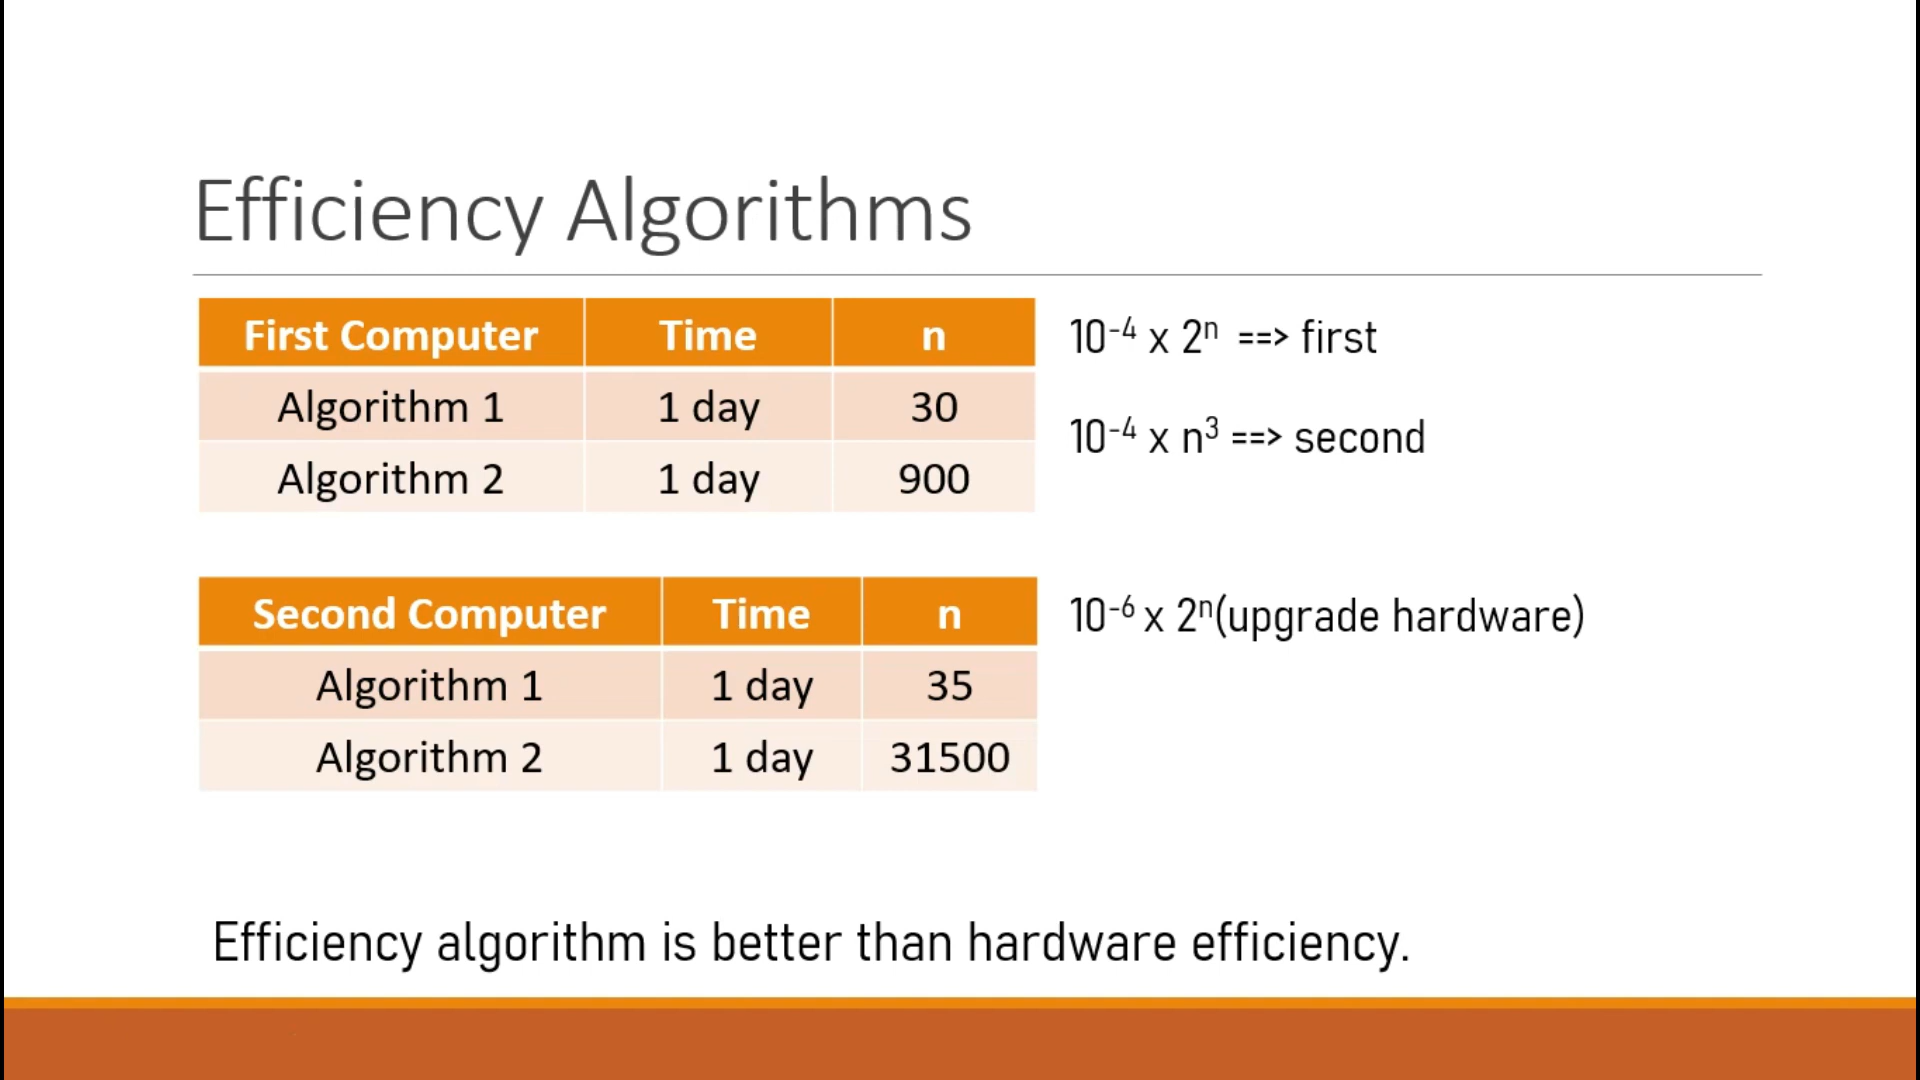 Efficiency Algorithms
First Computer Time n
Algorithm 1 1 day 30
Algorithm 2 1 day 900
10⁻⁴ x 2ⁿ ==> first
10⁻⁴ x n³ ==> second
Second Computer Time n
Algorithm 1 1 day 35
Algorithm 2 1 day 31500
10⁻⁶ x 2ⁿ(upgrade hardware)
Efficiency algorithm is better than hardware efficiency.